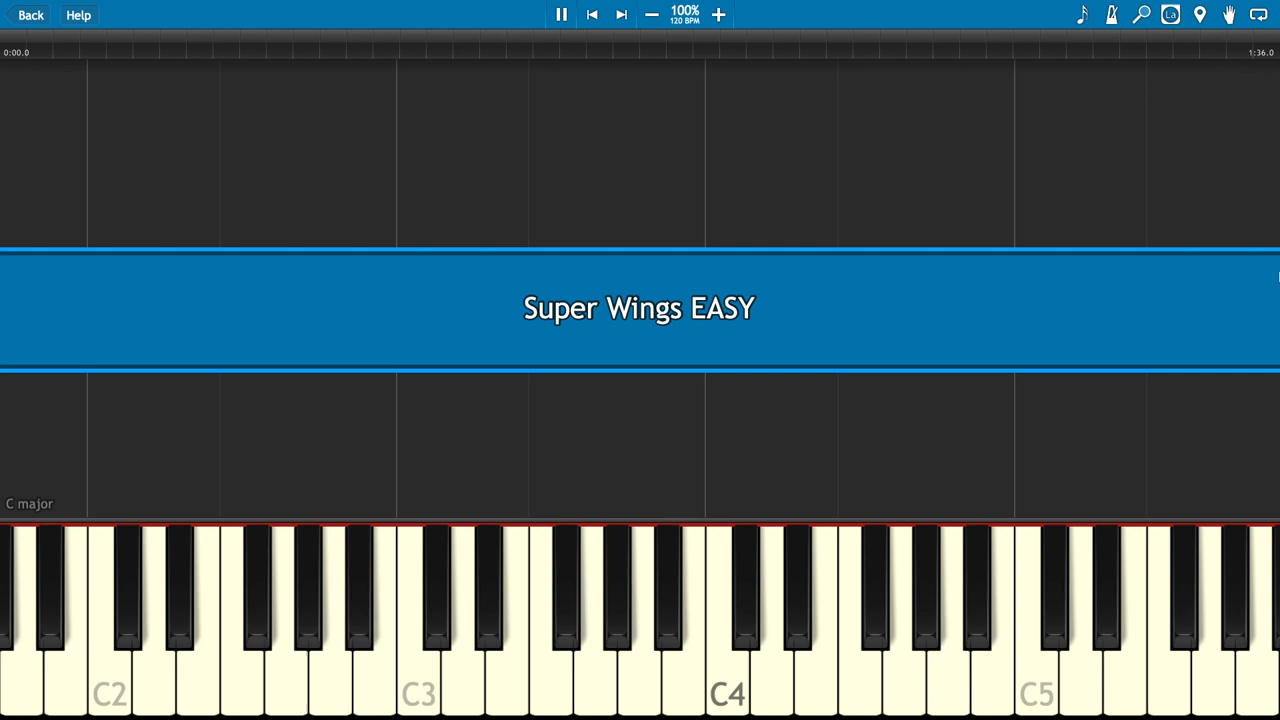 Back Help 100% La
120 BPM
0:00.0 1:36.0
Super Wings EASY
C major
C2 C3 C4 C5